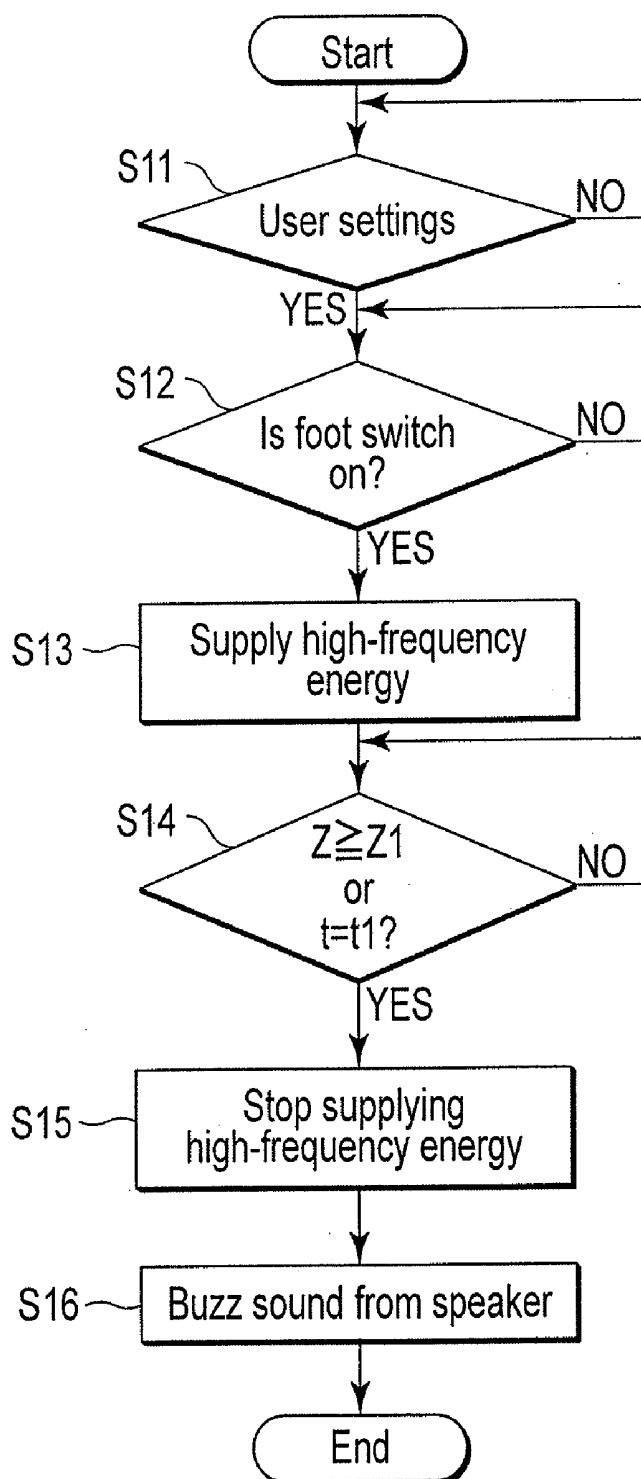 Start
S11
User settings
NO
YES
S12
Is foot switch
on?
NO
YES
S13
Supply high-frequency
energy
S14
Z≧Z1
or
t=t1?
NO
YES
S15
Stop supplying
high-frequency energy
S16
Buzz sound from speaker
End